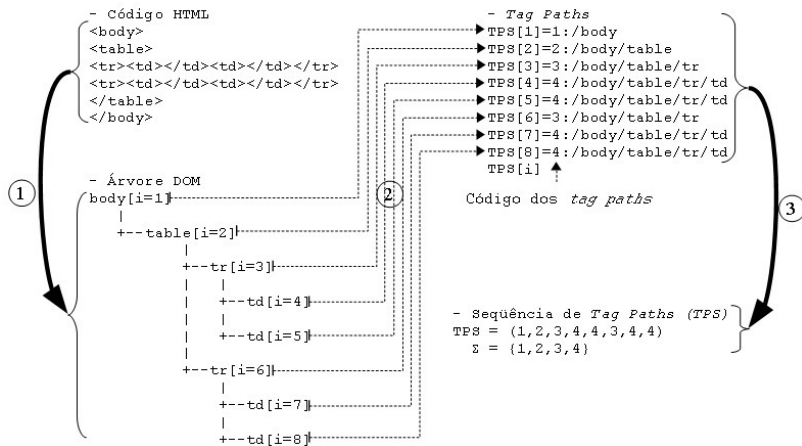 - Código HTML
<body>
<table>
<tr><td></td><td></td></tr>
<tr><td></td><td></td></tr>
</table>
</body>
- Tag Paths
TPS[1]=1:/body
TPS[2]=2:/body/table
TPS[3]=3:/body/table/tr
TPS[4]=4:/body/table/tr/td
TPS[5]=4:/body/table/tr/td
TPS[6]=3:/body/table/tr
TPS[7]=4:/body/table/tr/td
TPS[8]=4:/body/table/tr/td
TPS[i]
Código dos tag paths
1
2
3
- Árvore DOM
body[i=1]
+--table[i=2]
+--tr[i=3]
+--td[i=4]
+--td[i=5]
+--tr[i=6]
+--td[i=7]
+--td[i=8]
- Seqüência de Tag Paths (TPS)
TPS = (1,2,3,4,4,3,4,4)
Σ = {1,2,3,4}